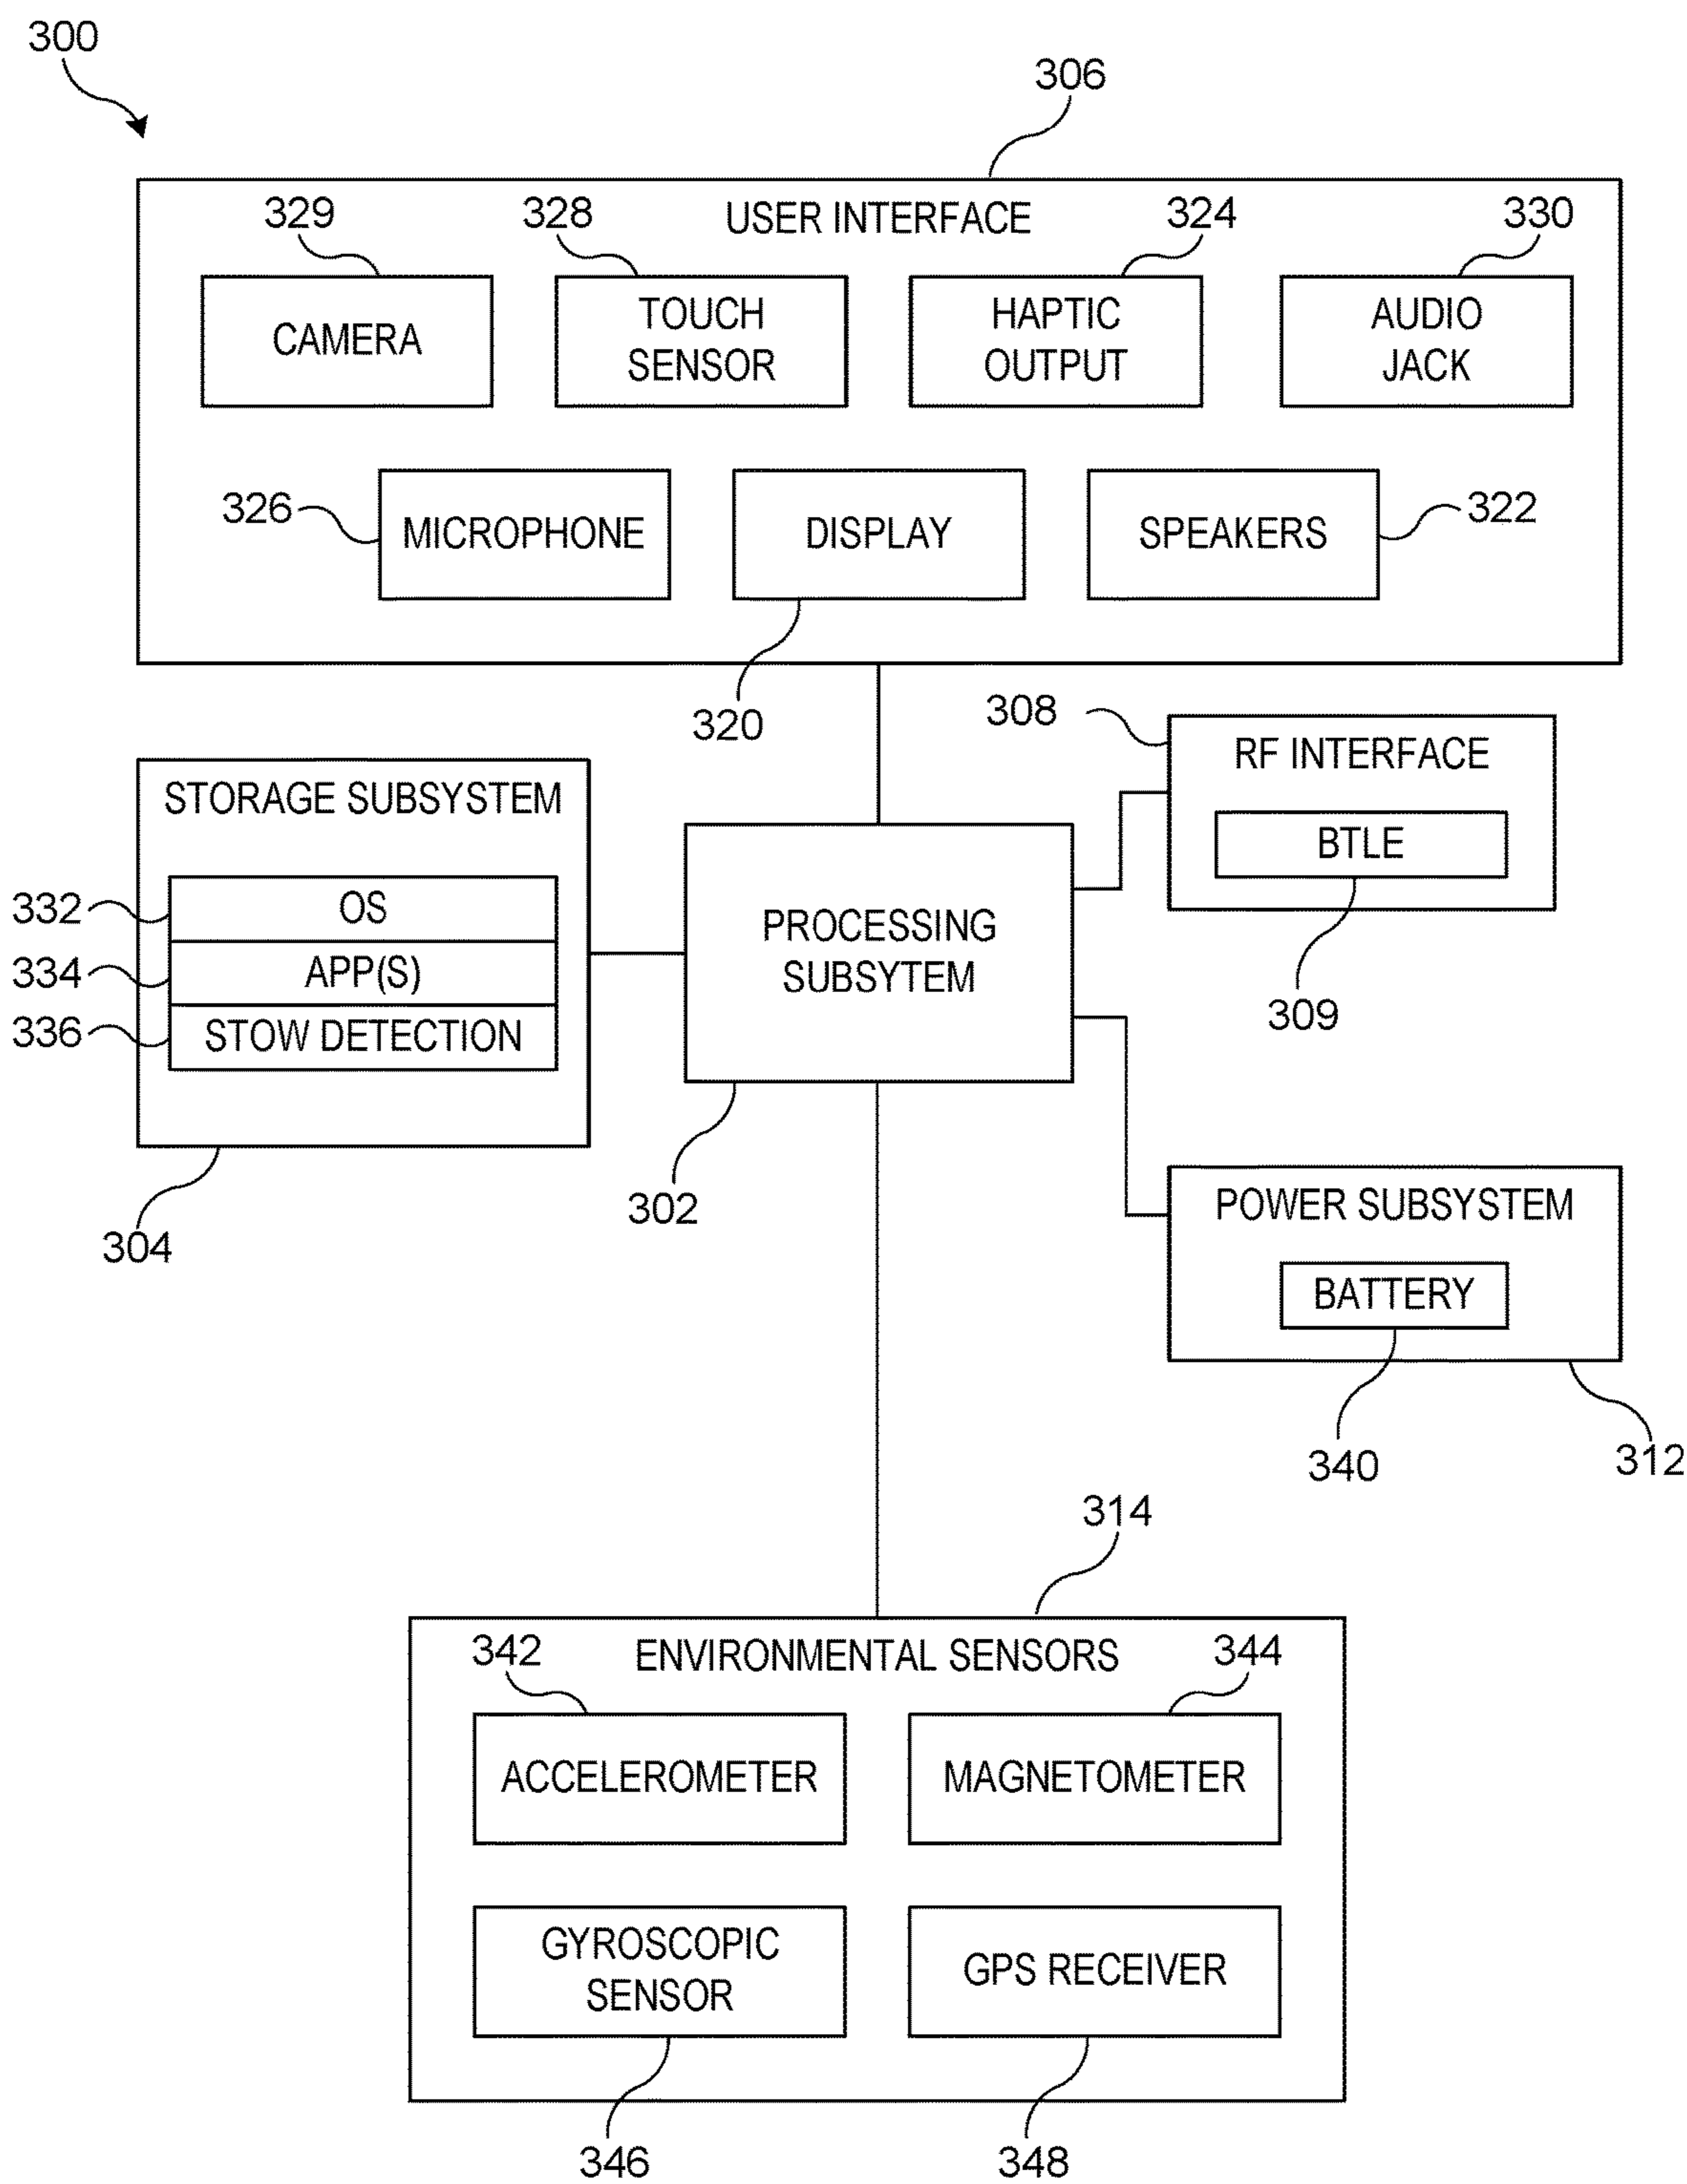 300
306
USER INTERFACE
329
328
324
330
CAMERA
TOUCH
SENSOR
HAPTIC
OUTPUT
AUDIO
JACK
326
MICROPHONE
DISPLAY
SPEAKERS
322
320
308
RF INTERFACE
BTLE
309
STORAGE SUBSYSTEM
332
OS
334
APP(S)
336
STOW DETECTION
304
PROCESSING
SUBSYTEM
302
POWER SUBSYSTEM
BATTERY
340
312
314
ENVIRONMENTAL SENSORS
342
344
ACCELEROMETER
MAGNETOMETER
GYROSCOPIC
SENSOR
GPS RECEIVER
346
348